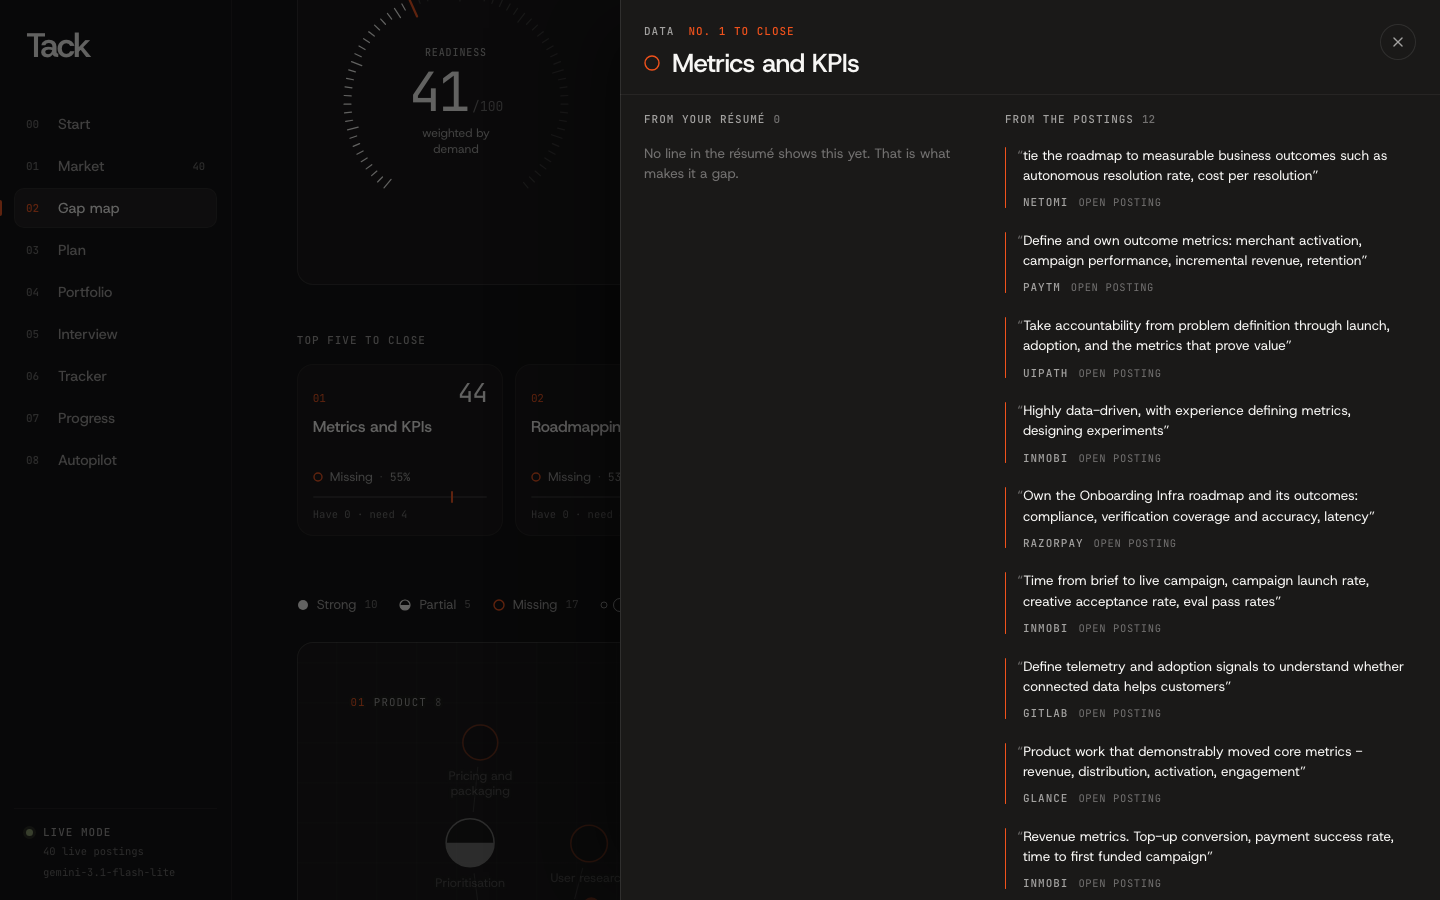 Tack
00 Start
01 Market 40
02 Gap map
03 Plan
04 Portfolio
05 Interview
06 Tracker
07 Progress
08 Autopilot
LIVE MODE
40 live postings
gemini-3.1-flash-lite
READINESS
41/100
weighted by
demand
TOP FIVE TO CLOSE
01 44
Metrics and KPIs
Missing · 55%
Have 0 · need 4
02
Roadmappin
Missing · 53
Have 0 · need
Strong 10 Partial 5 Missing 17
01 PRODUCT 8
Pricing and
packaging
Prioritisation
User researc
DATA NO. 1 TO CLOSE
Metrics and KPIs
FROM YOUR RÉSUMÉ 0
No line in the résumé shows this yet. That is what
makes it a gap.
FROM THE POSTINGS 12
“tie the roadmap to measurable business outcomes such as
autonomous resolution rate, cost per resolution”
NETOMI OPEN POSTING
“Define and own outcome metrics: merchant activation,
campaign performance, incremental revenue, retention”
PAYTM OPEN POSTING
“Take accountability from problem definition through launch,
adoption, and the metrics that prove value”
UIPATH OPEN POSTING
“Highly data-driven, with experience defining metrics,
designing experiments”
INMOBI OPEN POSTING
“Own the Onboarding Infra roadmap and its outcomes:
compliance, verification coverage and accuracy, latency”
RAZORPAY OPEN POSTING
“Time from brief to live campaign, campaign launch rate,
creative acceptance rate, eval pass rates”
INMOBI OPEN POSTING
“Define telemetry and adoption signals to understand whether
connected data helps customers”
GITLAB OPEN POSTING
“Product work that demonstrably moved core metrics –
revenue, distribution, activation, engagement”
GLANCE OPEN POSTING
“Revenue metrics. Top-up conversion, payment success rate,
time to first funded campaign”
INMOBI OPEN POSTING